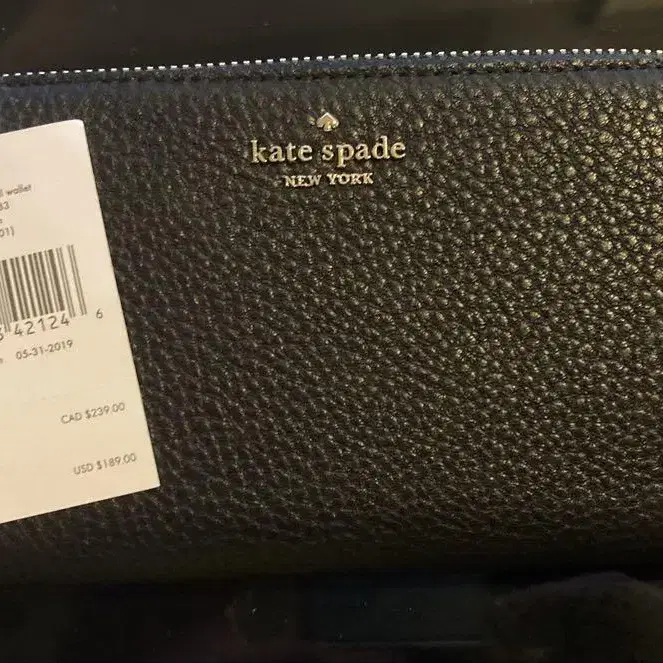 kate spade
NEW YORK
wallet
42124 6
05-31-2019
CAD $239.00
USD $189.00